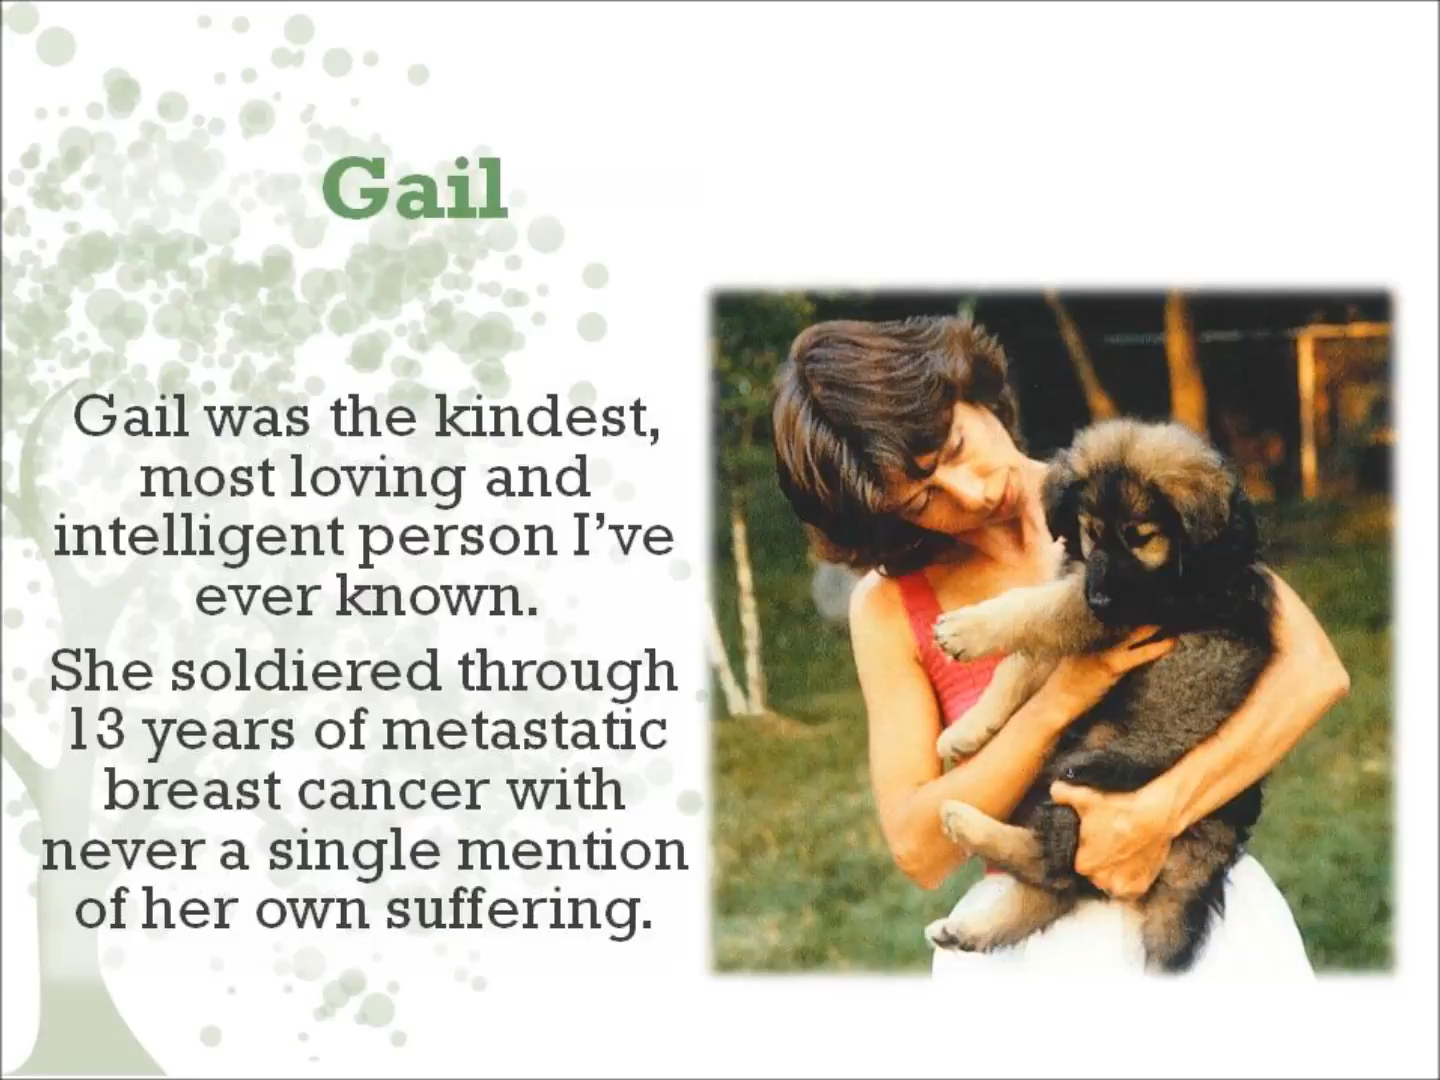 Gail
Gail was the kindest,
most loving and
intelligent person I’ve
ever known.
She soldiered through
13 years of metastatic
breast cancer with
never a single mention
of her own suffering.